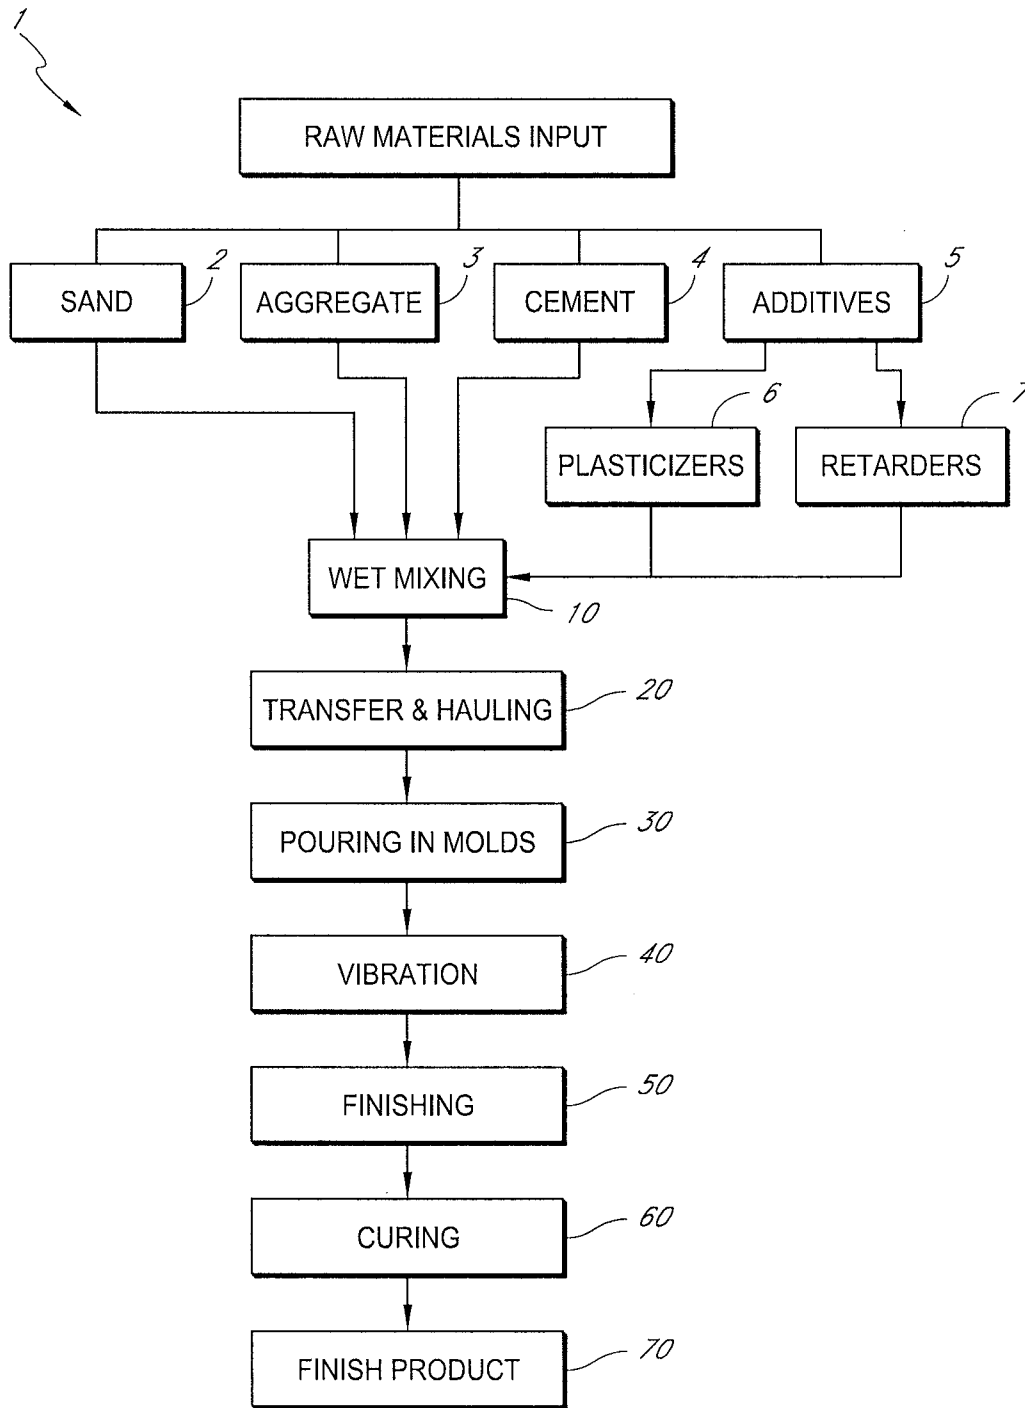 1
RAW MATERIALS INPUT
2
3
4
5
SAND
AGGREGATE
CEMENT
ADDITIVES
6
7
PLASTICIZERS
RETARDERS
WET MIXING
10
TRANSFER & HAULING
20
POURING IN MOLDS
30
VIBRATION
40
FINISHING
50
CURING
60
FINISH PRODUCT
70